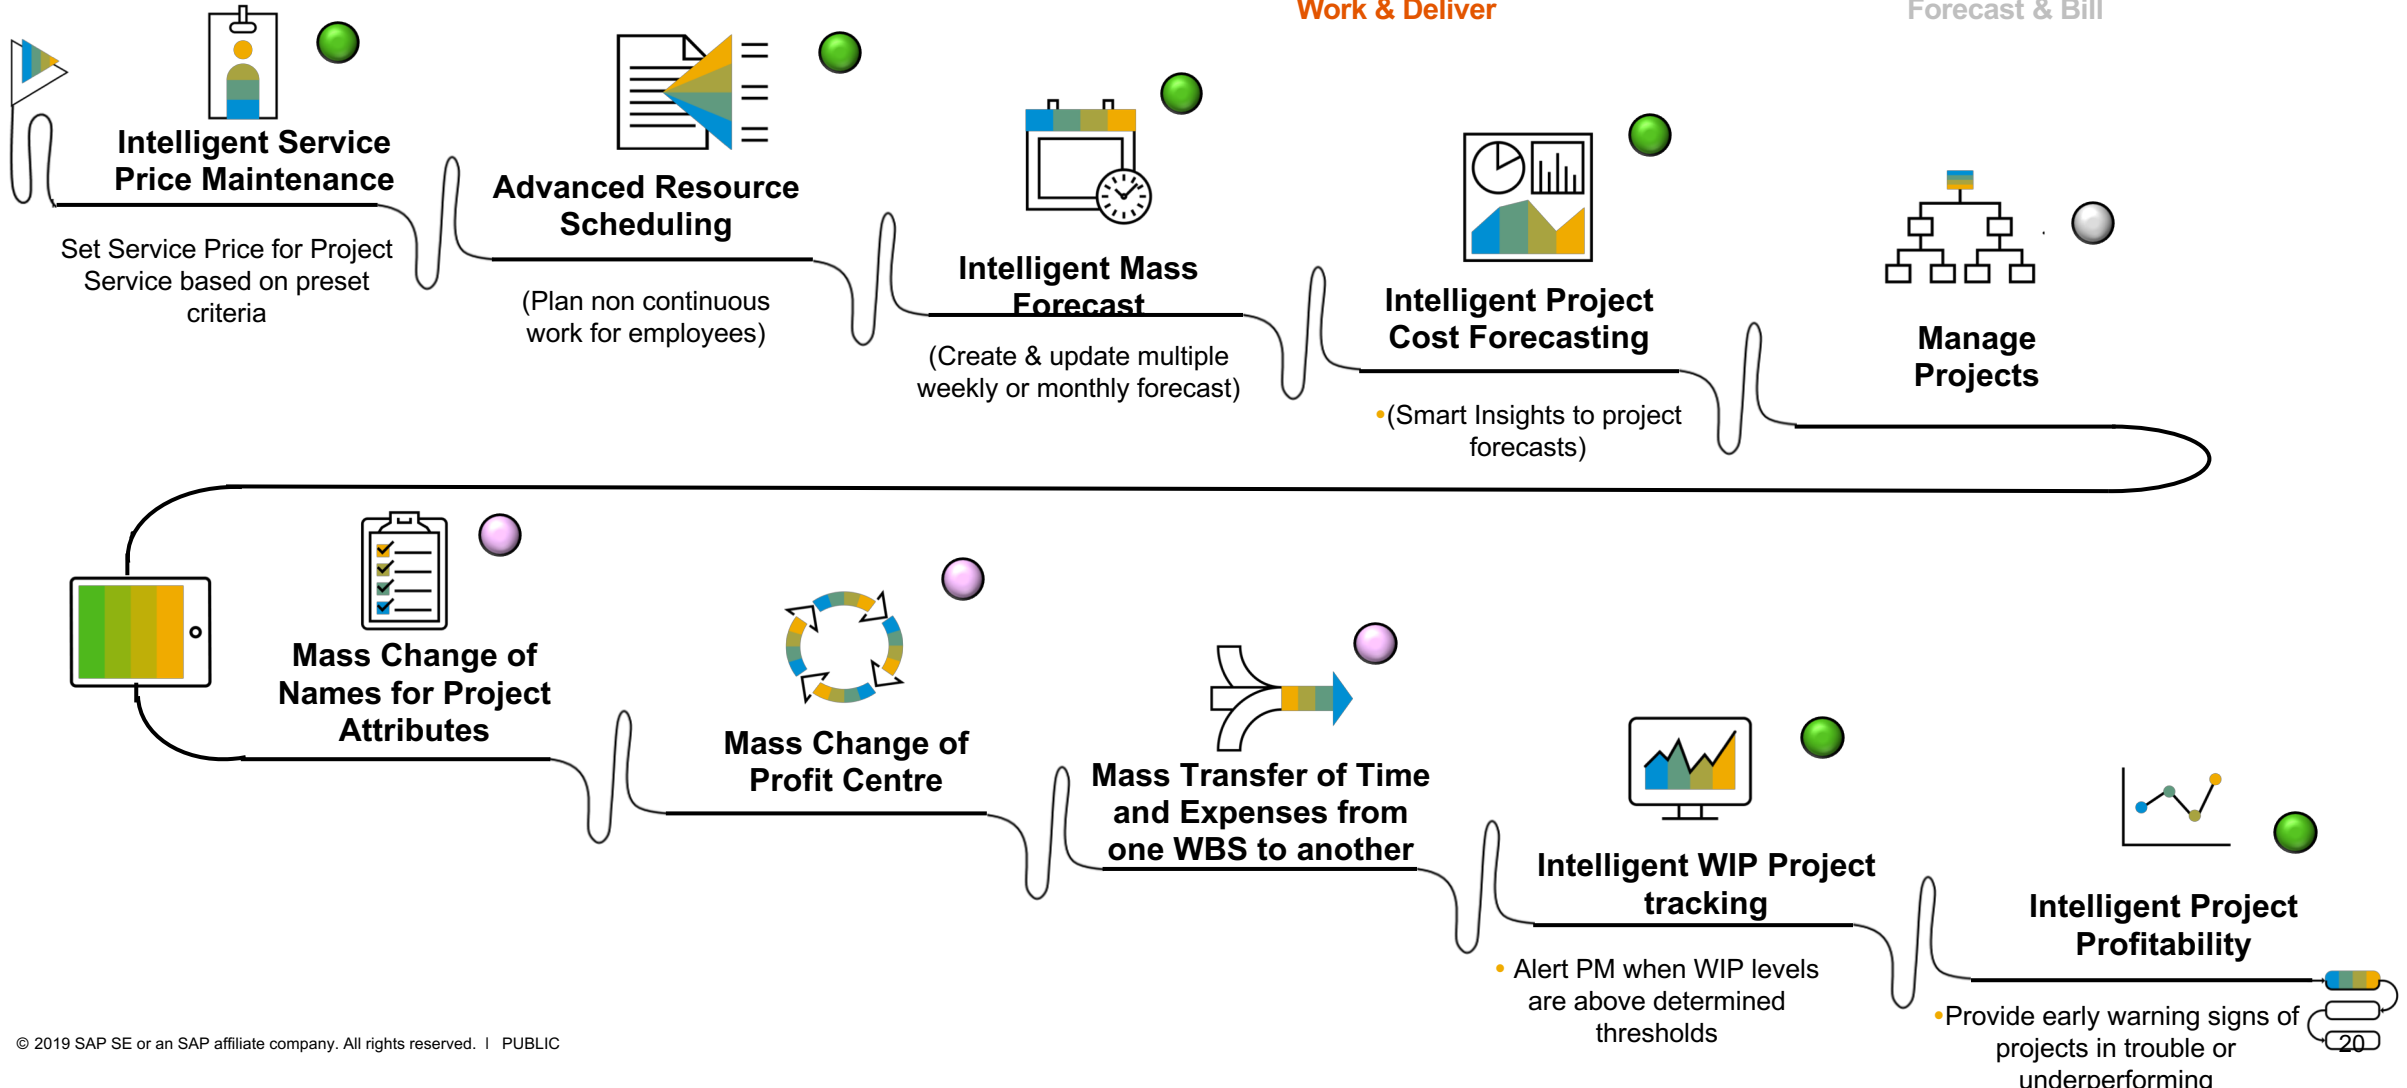 Work & Deliver
Forecast & Bill
Intelligent Service
Price Maintenance
Set Service Price for Project
Service based on preset
criteria
Advanced Resource
Scheduling
(Plan non continuous
work for employees)
Intelligent Mass
Forecast
(Create & update multiple
weekly or monthly forecast)
Intelligent Project
Cost Forecasting
•(Smart Insights to project
forecasts)
Manage
Projects
Mass Change of
Names for Project
Attributes
Mass Change of
Profit Centre
Mass Transfer of Time
and Expenses from
one WBS to another
Intelligent WIP Project
tracking
• Alert PM when WIP levels
are above determined
thresholds
Intelligent Project
Profitability
•Provide early warning signs of
projects in trouble or
underperforming
© 2019 SAP SE or an SAP affiliate company. All rights reserved. ǀ PUBLIC
20